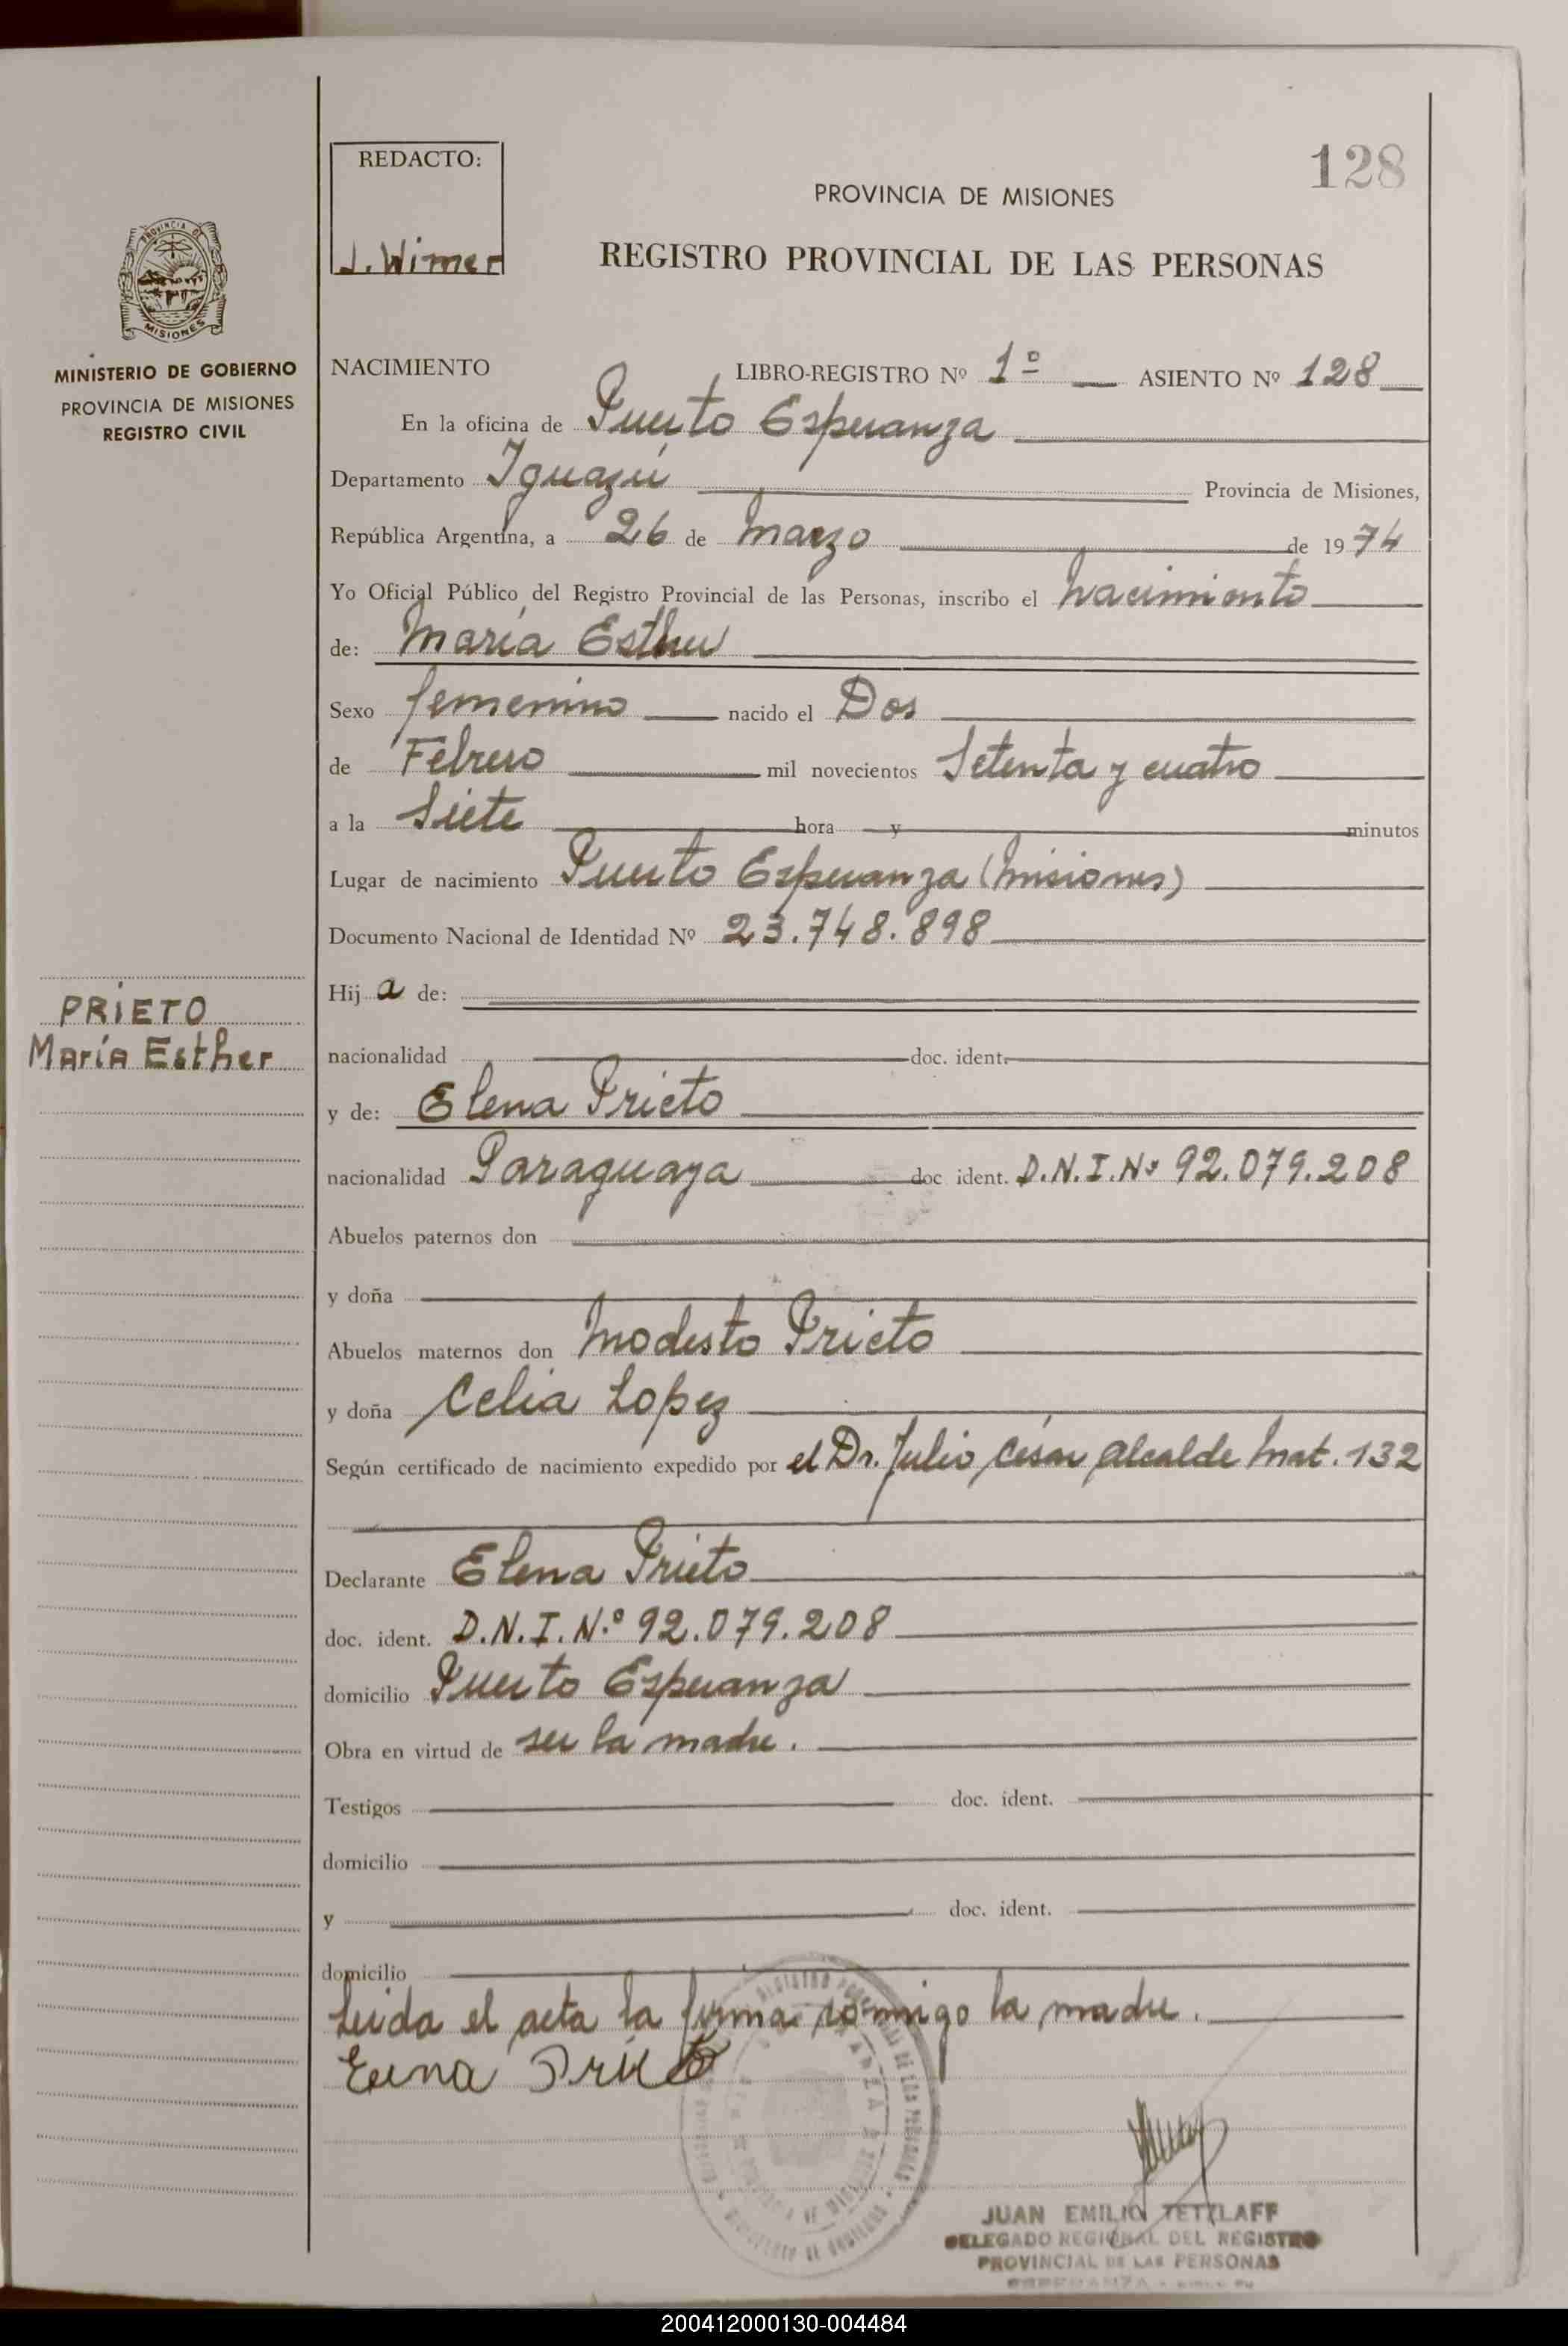 128
REDACTO:
J. Wimer
PROVINCIA DE MISIONES
REGISTRO PROVINCIAL DE LAS PERSONAS
PROVINCIA DE
MISIONES
MINISTERIO DE GOBIERNO
PROVINCIA DE MISIONES
REGISTRO CIVIL
NACIMIENTO LIBRO-REGISTRO Nº 1º ASIENTO Nº 128
En la oficina de Puerto Esperanza
Departamento Iguazú Provincia de Misiones,
República Argentina, a 26 de Marzo de 1974
Yo Oficial Público del Registro Provincial de las Personas, inscribo el Nacimiento
de: María Esther
Sexo femenino nacido el Dos
de Febrero mil novecientos Setenta y cuatro
a la Siete hora y minutos
Lugar de nacimiento Puerto Esperanza (Misiones)
Documento Nacional de Identidad Nº 23.748.898
PRIETO
María Esther
Hij a de:
nacionalidad doc. ident.
y de: Elena Prieto
nacionalidad Paraguaya doc ident. D.N.I.Nº 92.079.208
Abuelos paternos don
y doña
Abuelos maternos don Modesto Prieto
y doña Celia Lopez
Según certificado de nacimiento expedido por el Dr. Julio César Alcalde Mat. 132
Declarante Elena Prieto
doc. ident. D.N.I.N.º 92.079.208
domicilio Puerto Esperanza
Obra en virtud de ser la madre.
Testigos doc. ident.
domicilio
y doc. ident.
domicilio
Leida el acta la firma conmigo la madre.
Elena Prieto
JUAN EMILIO TETZLAFF
DELEGADO REGIONAL DEL REGISTRO
PROVINCIAL DE LAS PERSONAS
200412000130-004484